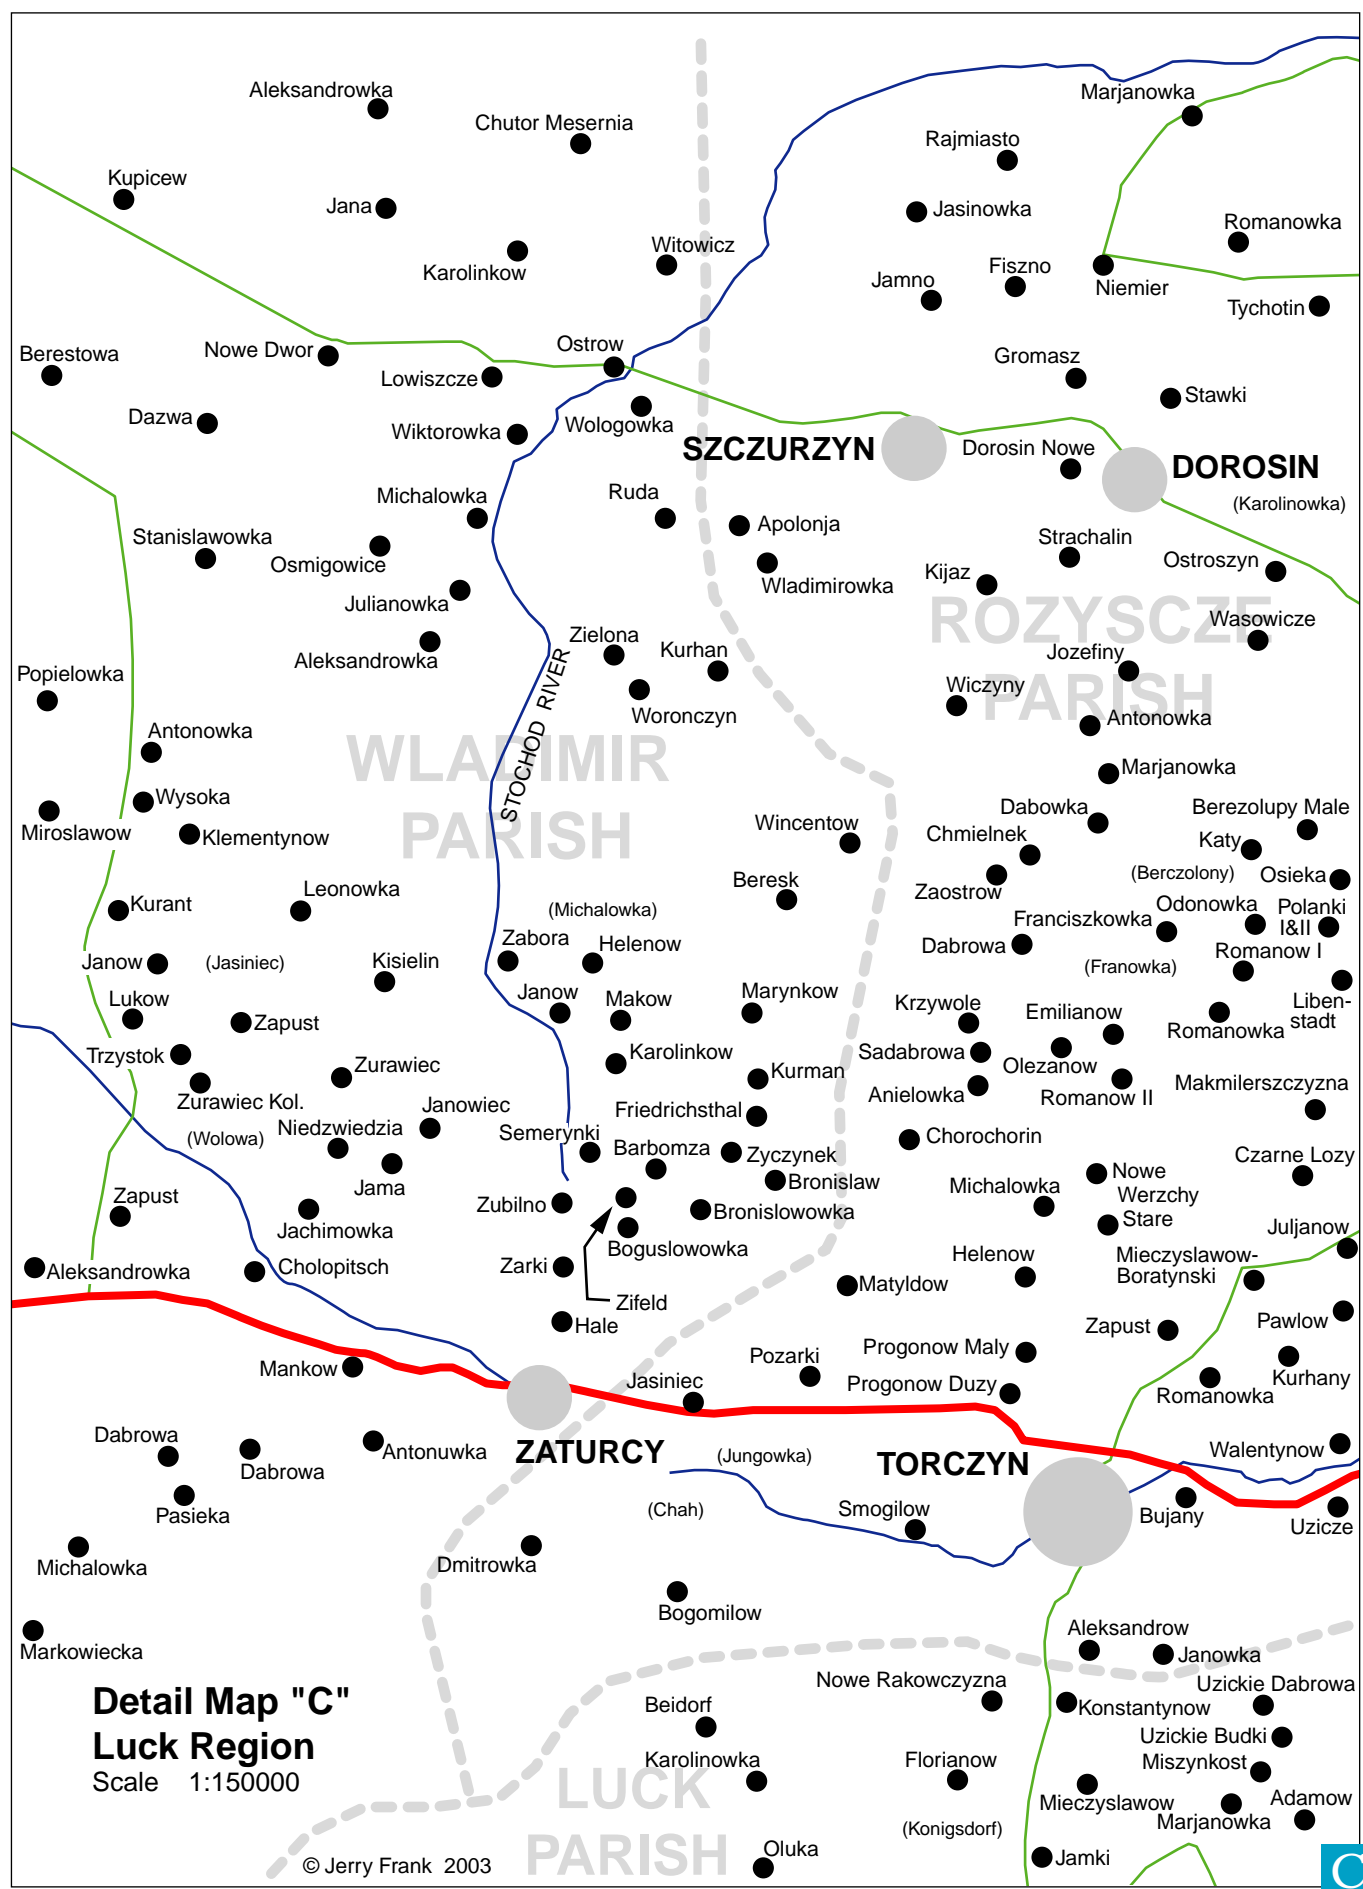 Aleksandrowka
Marjanowka
Chutor Mesernia
Rajmiasto
Kupicew
Jana
Jasinowka
Romanowka
Karolinkow
Witowicz
Fiszno
Jamno
Niemier
Tychotin
Berestowa
Nowe Dwor
Ostrow
Gromasz
Lowiszcze
Stawki
Dazwa
Wiktorowka
Wologowka
SZCZURZYN
Dorosin Nowe
DOROSIN
(Karolinowka)
Michalowka
Ruda
Apolonja
Stanislawowka
Osmigowice
Strachalin
Ostroszyn
Kijaz
Wladimirowka
Julianowka
ROZYSCZE
PARISH
Wasowicze
Aleksandrowka
Zielona
Kurhan
Jozefiny
Popielowka
Woronczyn
Wiczyny
Antonowka
Antonowka
STOCHOD RIVER
WLADIMIR
PARISH
Marjanowka
Wysoka
Miroslawow
Klementynow
Wincentow
Dabowka
Berezolupy Male
Chmielnek
Katy
(Berczolony)
Osieka
Zaostrow
Beresk
Kurant
Leonowka
(Michalowka)
Franciszkowka
Odonowka
Polanki
I&II
Zabora
Helenow
Dabrowa
Romanow I
(Franowka)
Janow
(Jasiniec)
Kisielin
Lukow
Janow
Makow
Marynkow
Krzywole
Emilianow
Romanowka
Liben-
stadt
Zapust
Trzystok
Karolinkow
Sadabrowa
Olezanow
Zurawiec
Kurman
Zurawiec Kol.
Anielowka
Romanow II
Makmilerszczyzna
Janowiec
Friedrichsthal
(Wolowa)
Niedzwiedzia
Semerynki
Barbomza
Zyczynek
Chorochorin
Czarne Lozy
Jama
Bronislaw
Michalowka
Nowe
Werzchy
Stare
Zapust
Zubilno
Bronislowowka
Jachimowka
Boguslowowka
Juljanow
Aleksandrowka
Cholopitsch
Zarki
Helenow
Mieczyslawow-
Boratynski
Matyldow
Zifeld
Hale
Zapust
Pawlow
Mankow
Pozarki
Progonow Maly
Jasiniec
Progonow Duzy
Romanowka
Kurhany
Dabrowa
Dabrowa
Antonuwka
ZATURCY
(Jungowka)
TORCZYN
Walentynow
Pasieka
(Chah)
Smogilow
Bujany
Uzicze
Michalowka
Dmitrowka
Bogomilow
Markowiecka
Aleksandrow
Janowka
Detail Map "C"
Luck Region
Scale 1:150000
Nowe Rakowczyzna
Uzickie Dabrowa
Beidorf
Konstantynow
Uzickie Budki
Karolinowka
Florianow
Miszynkost
LUCK
PARISH
Mieczyslawow
Marjanowka
Adamow
(Konigsdorf)
Oluka
Jamki
© Jerry Frank 2003
C